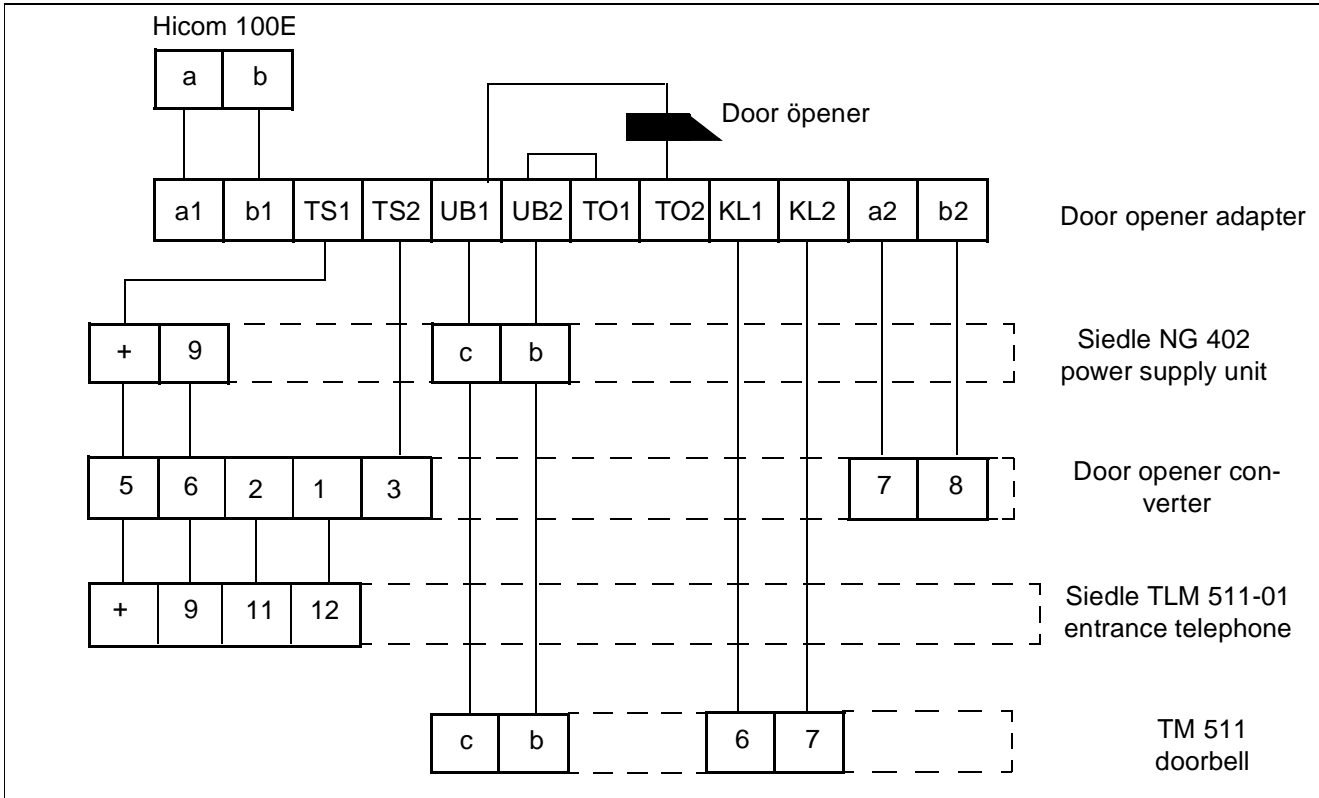 Hicom 100E
a b
Door öpener
a1 b1 TS1 TS2 UB1 UB2 TO1 TO2 KL1 KL2 a2 b2
Door opener adapter
+ 9 c b
Siedle NG 402
power supply unit
5 6 2 1 3 7 8
Door opener con-
verter
+ 9 11 12
Siedle TLM 511-01
entrance telephone
c b 6 7
TM 511
doorbell